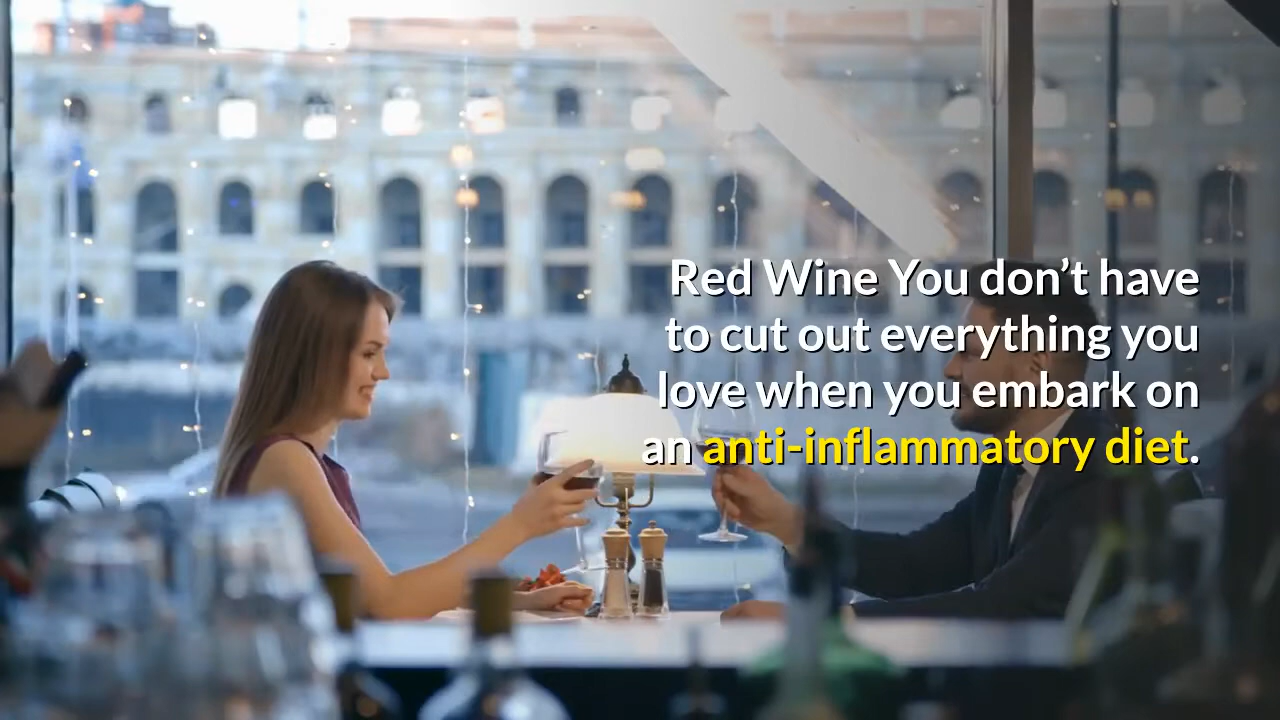 Red Wine You don’t have
to cut out everything you
love when you embark on
an anti-inflammatory diet.